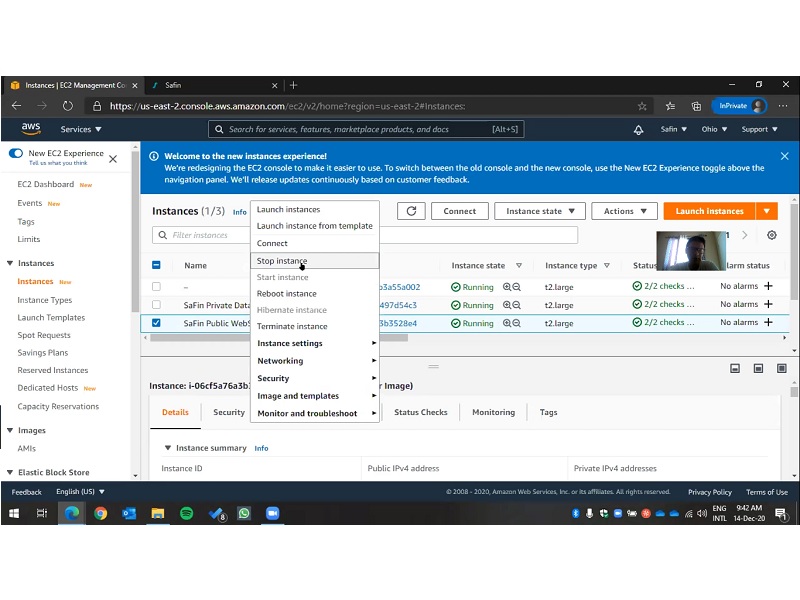 Instances | EC2 Management Co
Safin
https://us-east-2.console.aws.amazon.com/ec2/v2/home?region=us-east-2#Instances:
InPrivate
aws
Services
Search for services, features, marketplace products, and docs
[Alt+S]
Safin
Ohio
Support
New EC2 Experience
Tell us what you think
Welcome to the new instances experience!
We're redesigning the EC2 console to make it easier to use. To switch between the old console and the new console, use the New EC2 Experience toggle above the
navigation panel. We'll release updates continuously based on customer feedback.
EC2 Dashboard New
Events New
Tags
Limits
Instances
Instances New
Instance Types
Launch Templates
Spot Requests
Savings Plans
Reserved Instances
Dedicated Hosts New
Capacity Reservations
Images
AMIs
Elastic Block Store
Instances (1/3) Info
Connect
Instance state
Actions
Launch instances
Filter instances
1
Name
Instance state
Instance type
Status
larm status
–
b3a55a002
Running
t2.large
2/2 checks ...
No alarms
SaFin Private Data
497d54c3
Running
t2.large
2/2 checks ...
No alarms
SaFin Public WebS
3b3528e4
Running
t2.large
2/2 checks ...
No alarms
Launch instances
Launch instance from template
Connect
Stop instance
Start instance
Reboot instance
Hibernate instance
Terminate instance
Instance settings
Networking
Security
Image and templates
Monitor and troubleshoot
Instance: i-06cf5a76a3b
r Image)
Details
Security
Status Checks
Monitoring
Tags
Instance summary Info
Instance ID
Public IPv4 address
Private IPv4 addresses
Feedback
English (US)
© 2008 - 2020, Amazon Web Services, Inc. or its affiliates. All rights reserved.
Privacy Policy
Terms of Use
8
ENG
INTL
9:42 AM
14-Dec-20
1